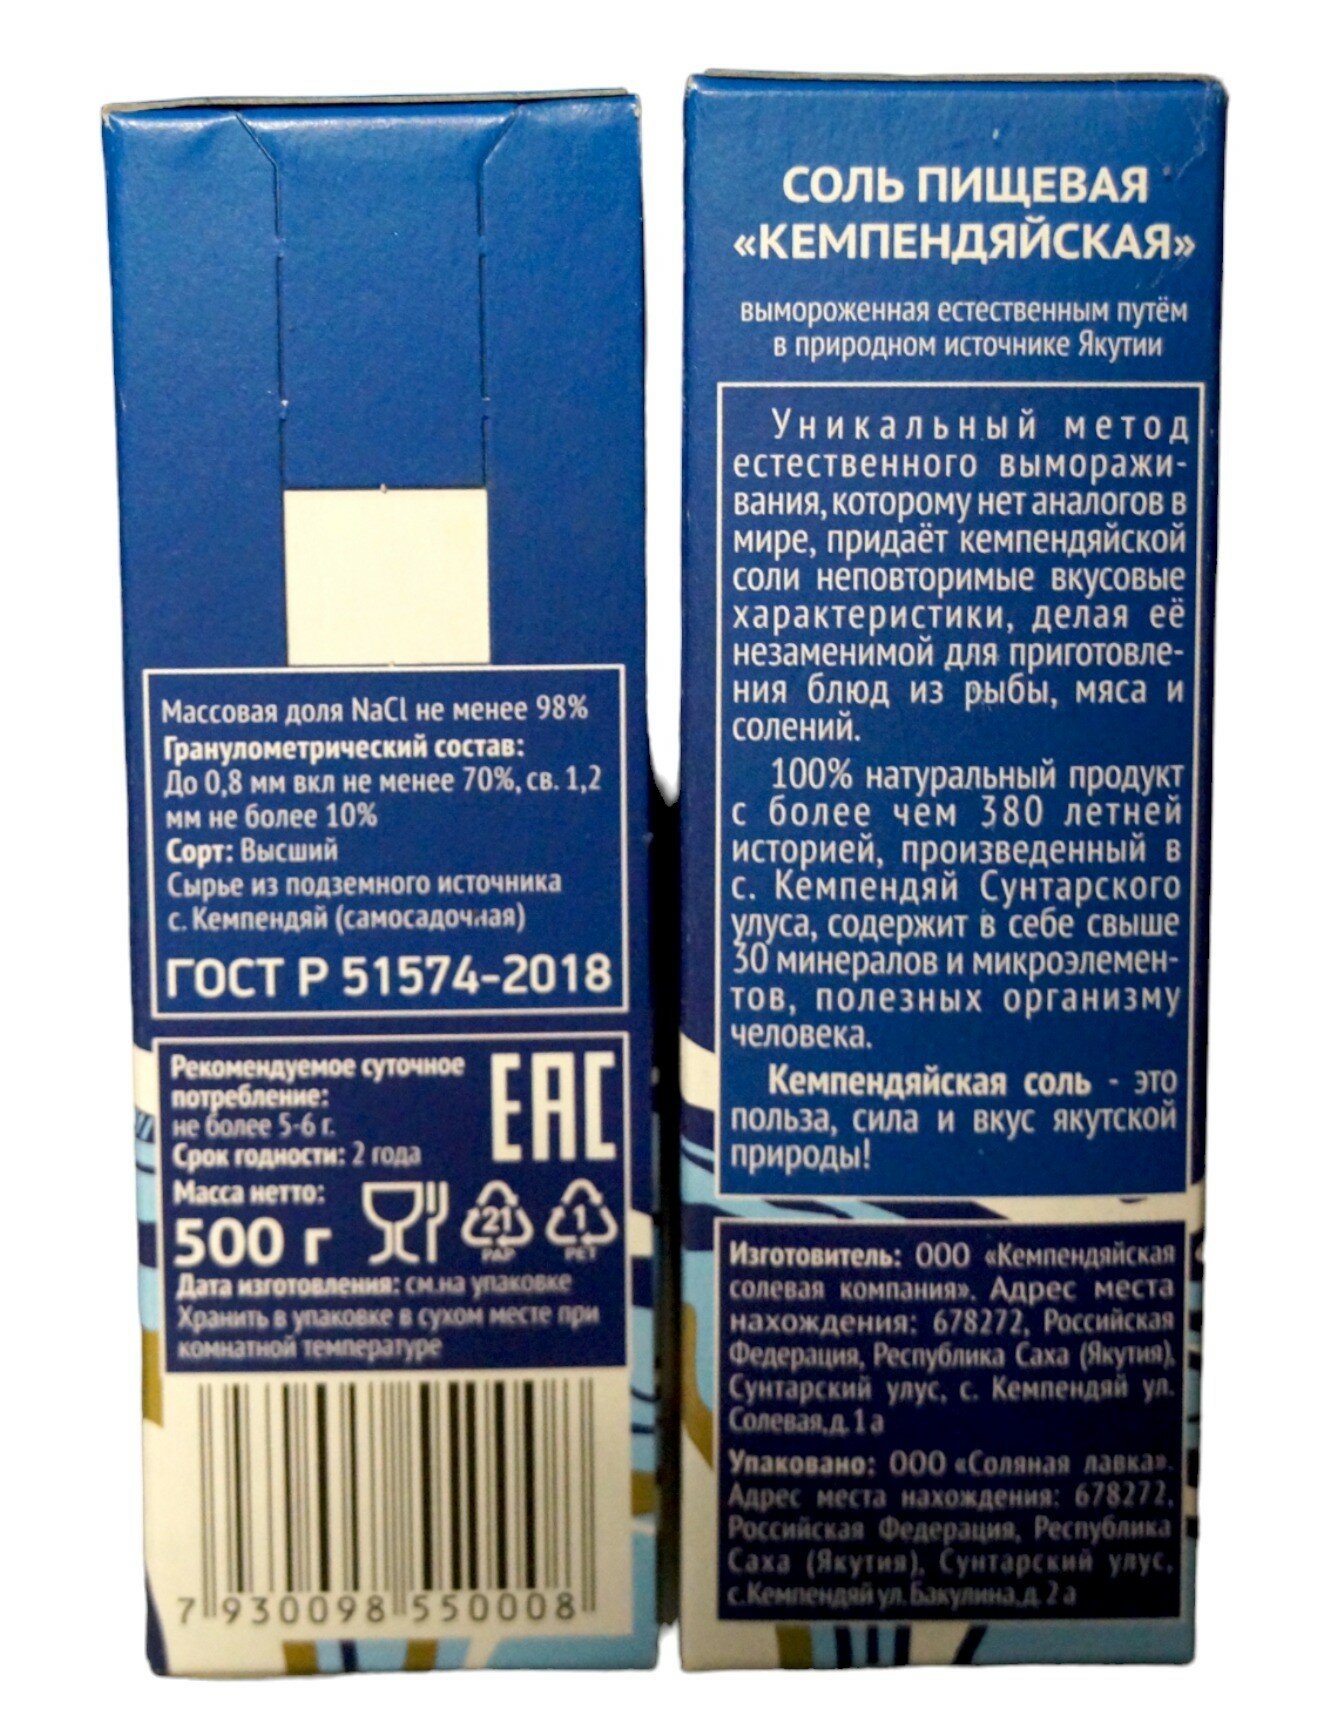 Массовая доля NaCl не менее 98%
Гранулометрический состав:
До 0,8 мм вкл не менее 70%, св. 1,2
мм не более 10%
Сорт: Высший
Сырье из подземного источника
с. Кемпендяй (самосадочная)
ГОСТ Р 51574-2018
Рекомендуемое суточное
потребление:
не более 5-6 г.
Срок годности: 2 года
Масса нетто:
500 г
EAC
21
PAP
1
PET
Дата изготовления: см.на упаковке
Хранить в упаковке в сухом месте при
комнатной температуре
7 930098 550008
СОЛЬ ПИЩЕВАЯ
«КЕМПЕНДЯЙСКАЯ»
вымороженная естественным путём
в природном источнике Якутии
Уникальный метод
естественного выморажи-
вания, которому нет аналогов в
мире, придаёт кемпендяйской
соли неповторимые вкусовые
характеристики, делая её
незаменимой для приготовле-
ния блюд из рыбы, мяса и
солений.
100% натуральный продукт
с более чем 380 летней
историей, произведенный в
с. Кемпендяй Сунтарского
улуса, содержит в себе свыше
30 минералов и микроэлемен-
тов, полезных организму
человека.
Кемпендяйская соль - это
польза, сила и вкус якутской
природы!
Изготовитель: ООО «Кемпендяйская
солевая компания». Адрес места
нахождения: 678272, Российская
Федерация, Республика Саха (Якутия),
Сунтарский улус, с. Кемпендяй ул.
Солевая,д. 1 а
Упаковано: ООО «Соляная лавка».
Адрес места нахождения: 678272,
Российская Федерация, Республика
Саха (Якутия), Сунтарский улус,
с.Кемпендяй ул.Бакулина,д. 2 а